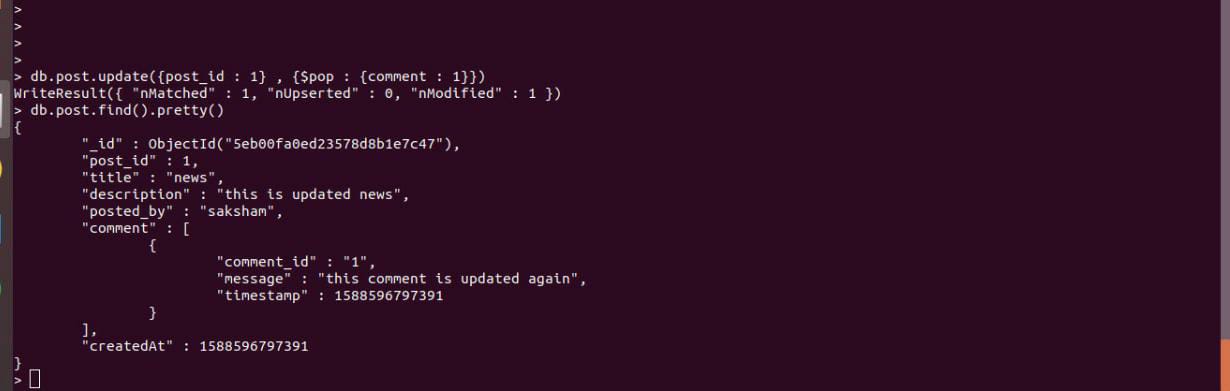 >
>
>
>
> db.post.update({post_id : 1} , {$pop : {comment : 1}})
WriteResult({ "nMatched" : 1, "nUpserted" : 0, "nModified" : 1 })
> db.post.find().pretty()
{
        "_id" : ObjectId("5eb00fa0ed23578d8b1e7c47"),
        "post_id" : 1,
        "title" : "news",
        "description" : "this is updated news",
        "posted_by" : "saksham",
        "comment" : [
                {
                        "comment_id" : "1",
                        "message" : "this comment is updated again",
                        "timestamp" : 1588596797391
                }
        ],
        "createdAt" : 1588596797391
}
>